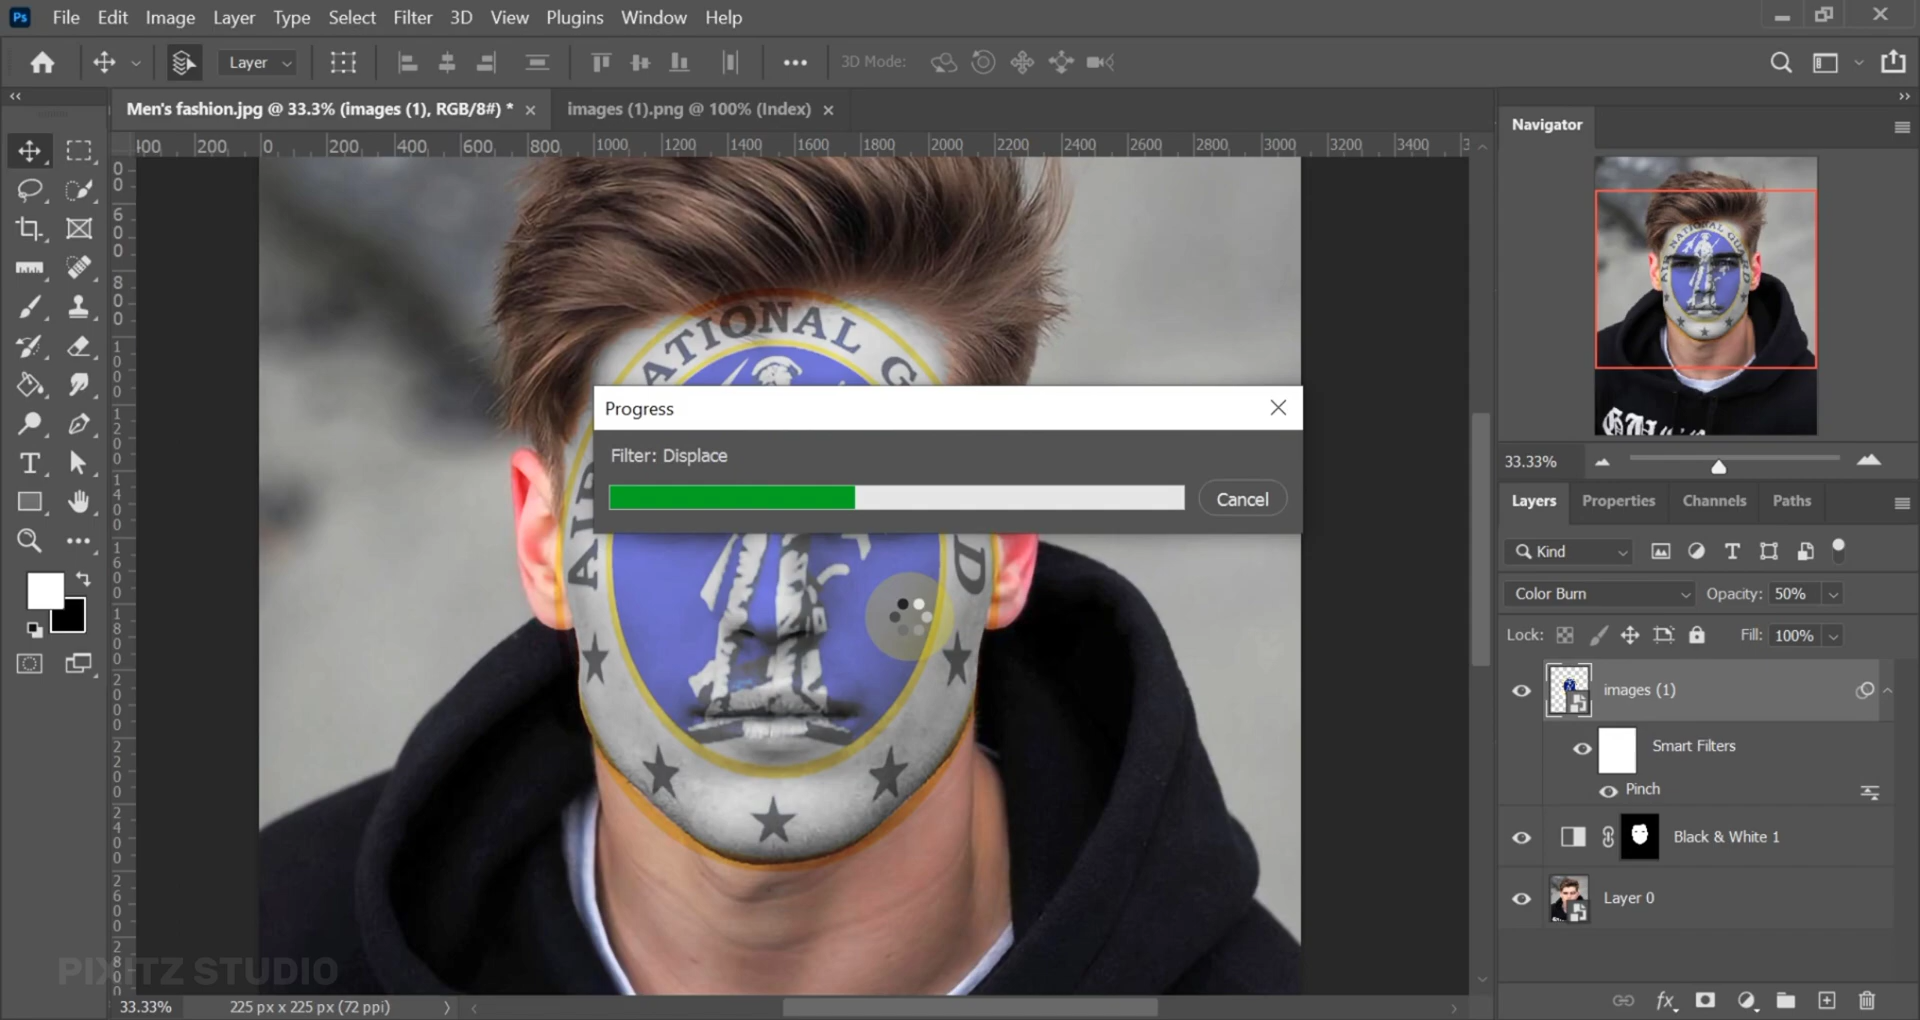 Ps File Edit Image Layer Type Select Filter 3D View Plugins Window Help
Layer 3D Mode:
Men's fashion.jpg @ 33.3% (images (1), RGB/8#) * × images (1).png @ 100% (Index) ×
400 200 0 200 400 600 800 1000 1200 1400 1600 1800 2000 2200 2400 2600 2800 3000 3200 3400
Navigator
NATIONAL G
Progress
Filter: Displace
Cancel
AIR
D
33.33%
Layers Properties Channels Paths
Kind
Color Burn Opacity: 50%
Lock: Fill: 100%
images (1)
Smart Filters
Pinch
Black & White 1
Layer 0
PIXITZ STUDIO
33.33% 225 px x 225 px (72 ppi)